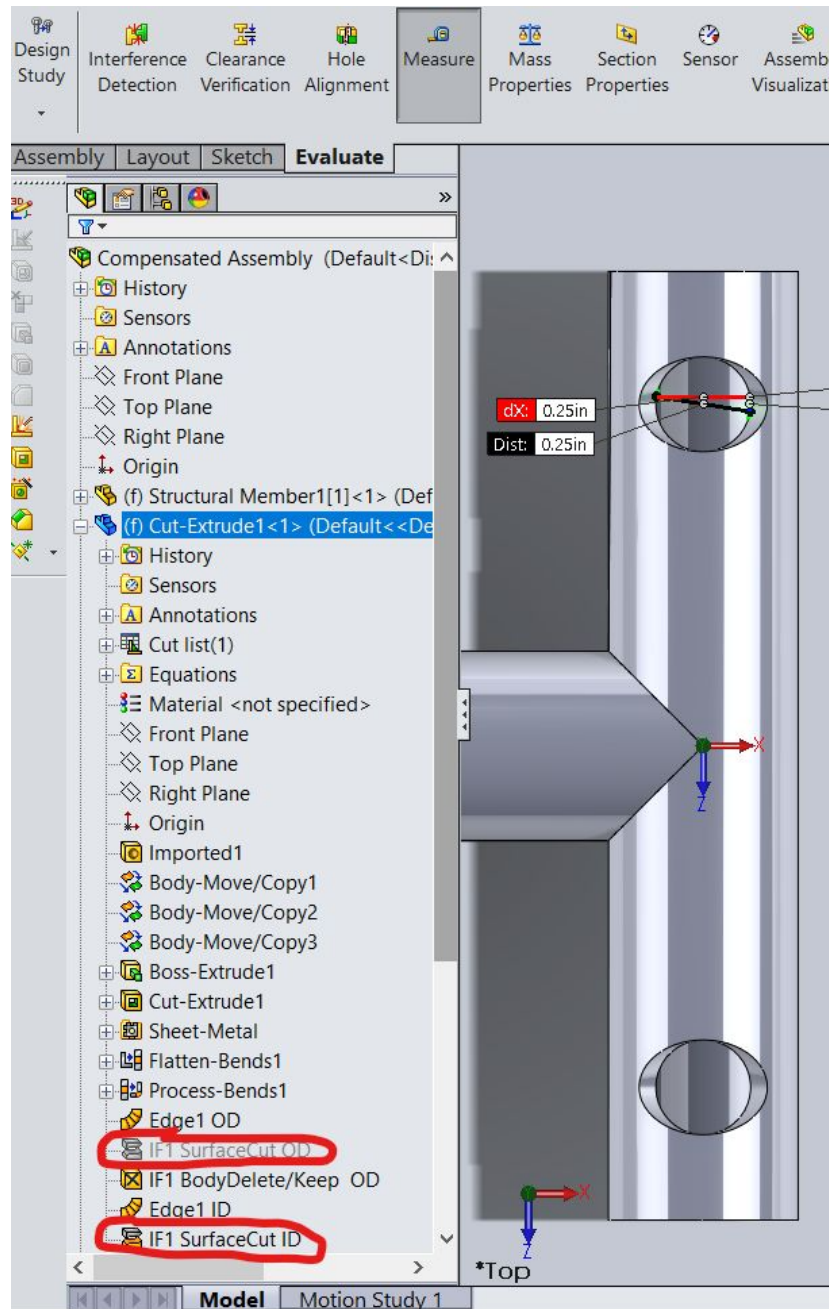 Design
Study
Interference
Detection
Clearance
Verification
Hole
Alignment
Measure
Mass
Properties
Section
Properties
Sensor
Assemb
Visualizat
Assembly Layout Sketch Evaluate
3D
»
Compensated Assembly (Default<Di
History
Sensors
A Annotations
Front Plane
Top Plane
Right Plane
Origin
(f) Structural Member1[1]<1> (Def
(f) Cut-Extrude1<1> (Default<<De
History
Sensors
A Annotations
Cut list(1)
Σ Equations
Material <not specified>
Front Plane
Top Plane
Right Plane
Origin
Imported1
Body-Move/Copy1
Body-Move/Copy2
Body-Move/Copy3
Boss-Extrude1
Cut-Extrude1
Sheet-Metal
Flatten-Bends1
Process-Bends1
Edge1 OD
IF1 SurfaceCut OD
IF1 BodyDelete/Keep OD
Edge1 ID
IF1 SurfaceCut ID
Model Motion Study 1
dX: 0.25in
Dist: 0.25in
X
Z
X
Z
*Top